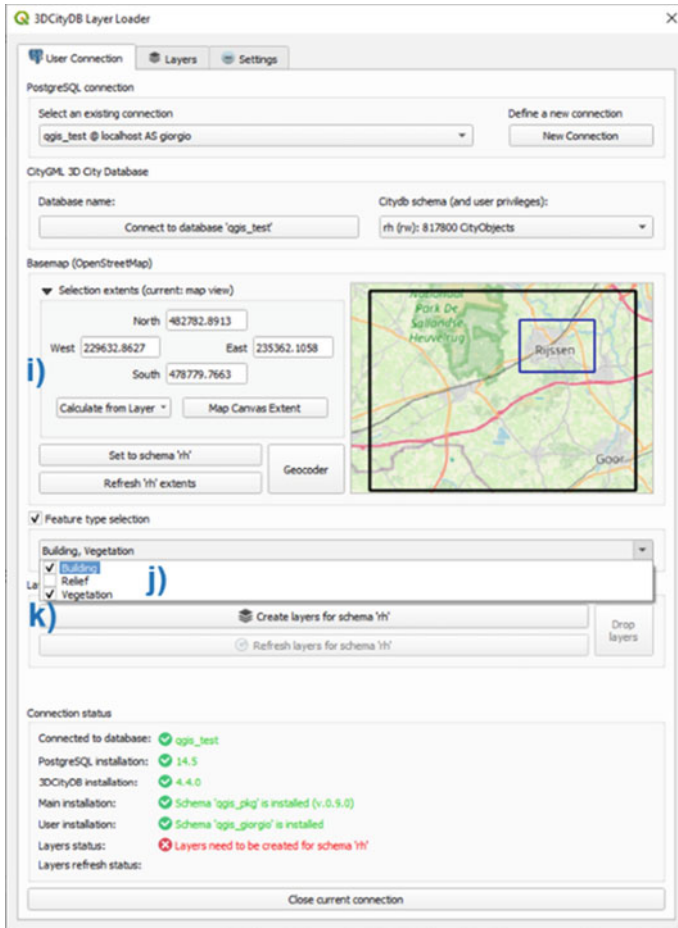 3DCityDB Layer Loader
User Connection Layers Settings
PostgreSQL connection
Select an existing connection Define a new connection
qgis_test @ localhost AS giorgio New Connection
CityGML 3D City Database
Database name: Citydb schema (and user privileges):
Connect to database 'qgis_test' rh (rw): 817800 CityObjects
Basemap (OpenStreetMap)
Selection extents (current: map view)
North 482782.8913
West 229632.8627 East 235362.1058
i)
South 478779.7663
Calculate from Layer Map Canvas Extent
Set to schema 'rh'
Geocoder
Refresh 'rh' extents
Nationaal
Park De
Sallandse
Heuvelrug
Rijssen
Goor
Feature type selection
Building, Vegetation
Building
Relief
j)
La
Vegetation
k)
Create layers for schema 'rh'
Drop
layers
Refresh layers for schema 'rh'
Connection status
Connected to database: qgis_test
PostgreSQL installation: 14.5
3DCityDB installation: 4.4.0
Main installation: Schema 'qgis_pkg' is installed (v.0.9.0)
User installation: Schema 'qgis_giorgio' is installed
Layers status: Layers need to be created for schema 'rh'
Layers refresh status:
Close current connection